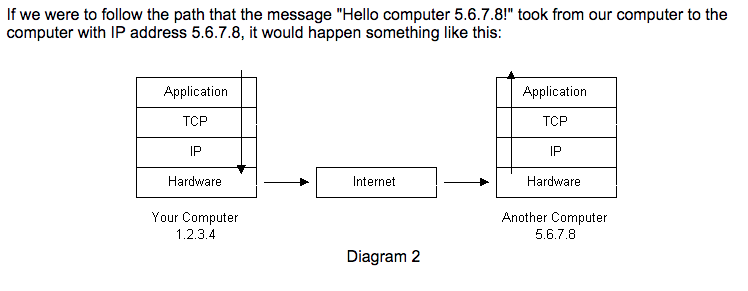 If we were to follow the path that the message "Hello computer 5.6.7.8!" took from our computer to the
computer with IP address 5.6.7.8, it would happen something like this:
Application
TCP
IP
Hardware
Your Computer
1.2.3.4
Internet
Application
TCP
IP
Hardware
Another Computer
5.6.7.8
Diagram 2